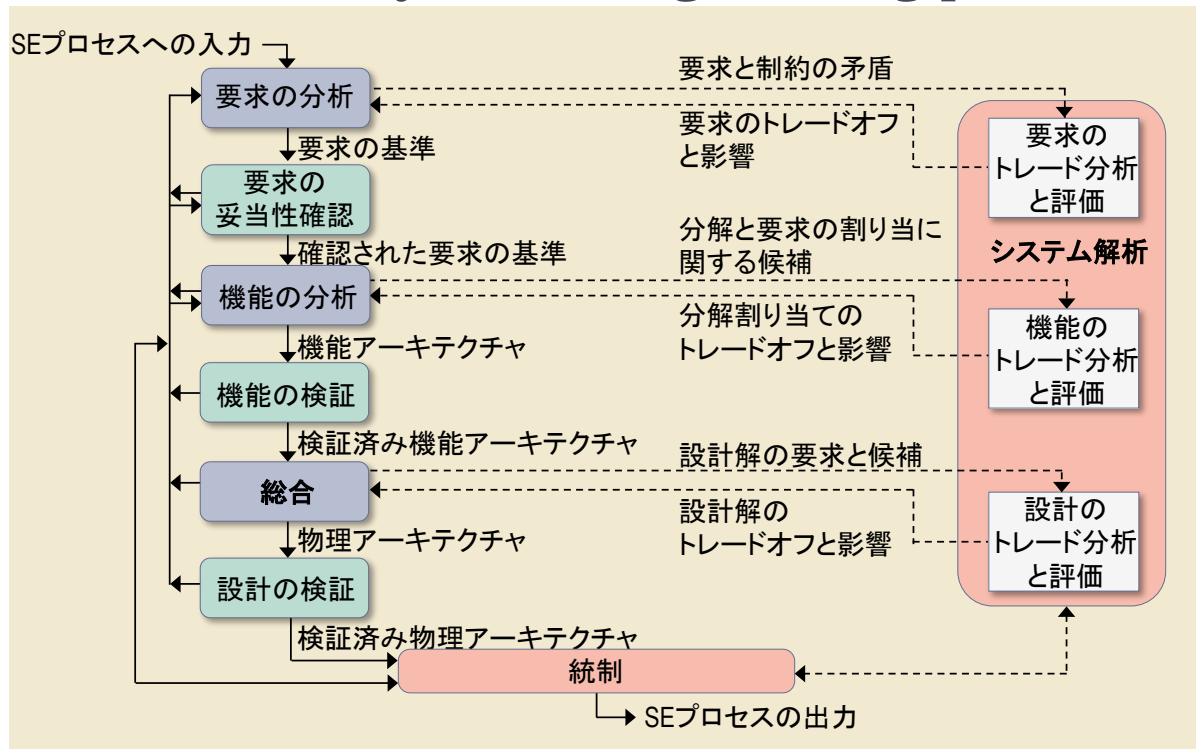 SEプロセスへの入力
要求の分析
要求の基準
要求の
妥当性確認
確認された要求の基準
機能の分析
機能アーキテクチャ
機能の検証
検証済み機能アーキテクチャ
総合
物理アーキテクチャ
設計の検証
検証済み物理アーキテクチャ
統制
SEプロセスの出力
要求と制約の矛盾
要求のトレードオフ
と影響
分解と要求の割り当に
関する候補
分解割り当ての
トレードオフと影響
設計解の要求と候補
設計解の
トレードオフと影響
要求の
トレード分析
と評価
システム解析
機能の
トレード分析
と評価
設計の
トレード分析
と評価